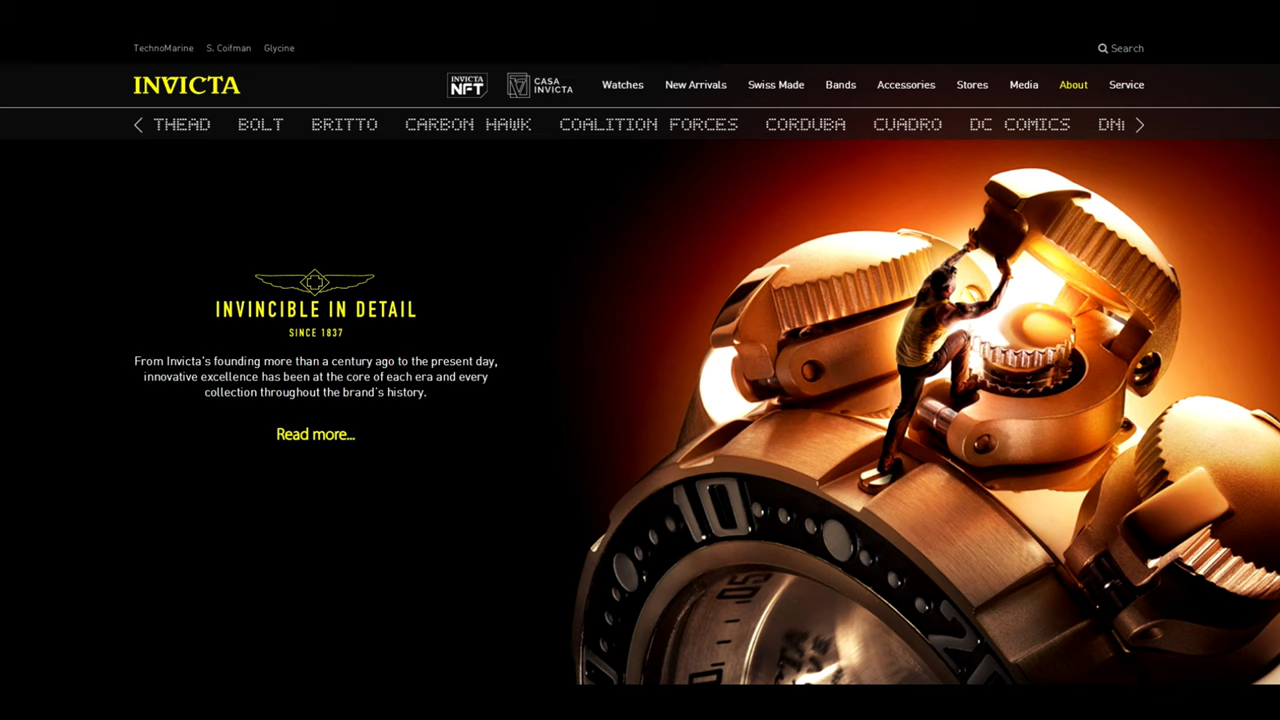 TechnoMarine S. Coifman Glycine
Search
INVICTA
INVICTA NFT
CASA INVICTA
Watches New Arrivals Swiss Made Bands Accessories Stores Media About Service
THEAD BOLT BRITTO CARBON HAWK COALITION FORCES CORDUBA CUADRO DC COMICS
INVINCIBLE IN DETAIL
SINCE 1837
From Invicta's founding more than a century ago to the present day,
innovative excellence has been at the core of each era and every
collection throughout the brand's history.
Read more...
10
05